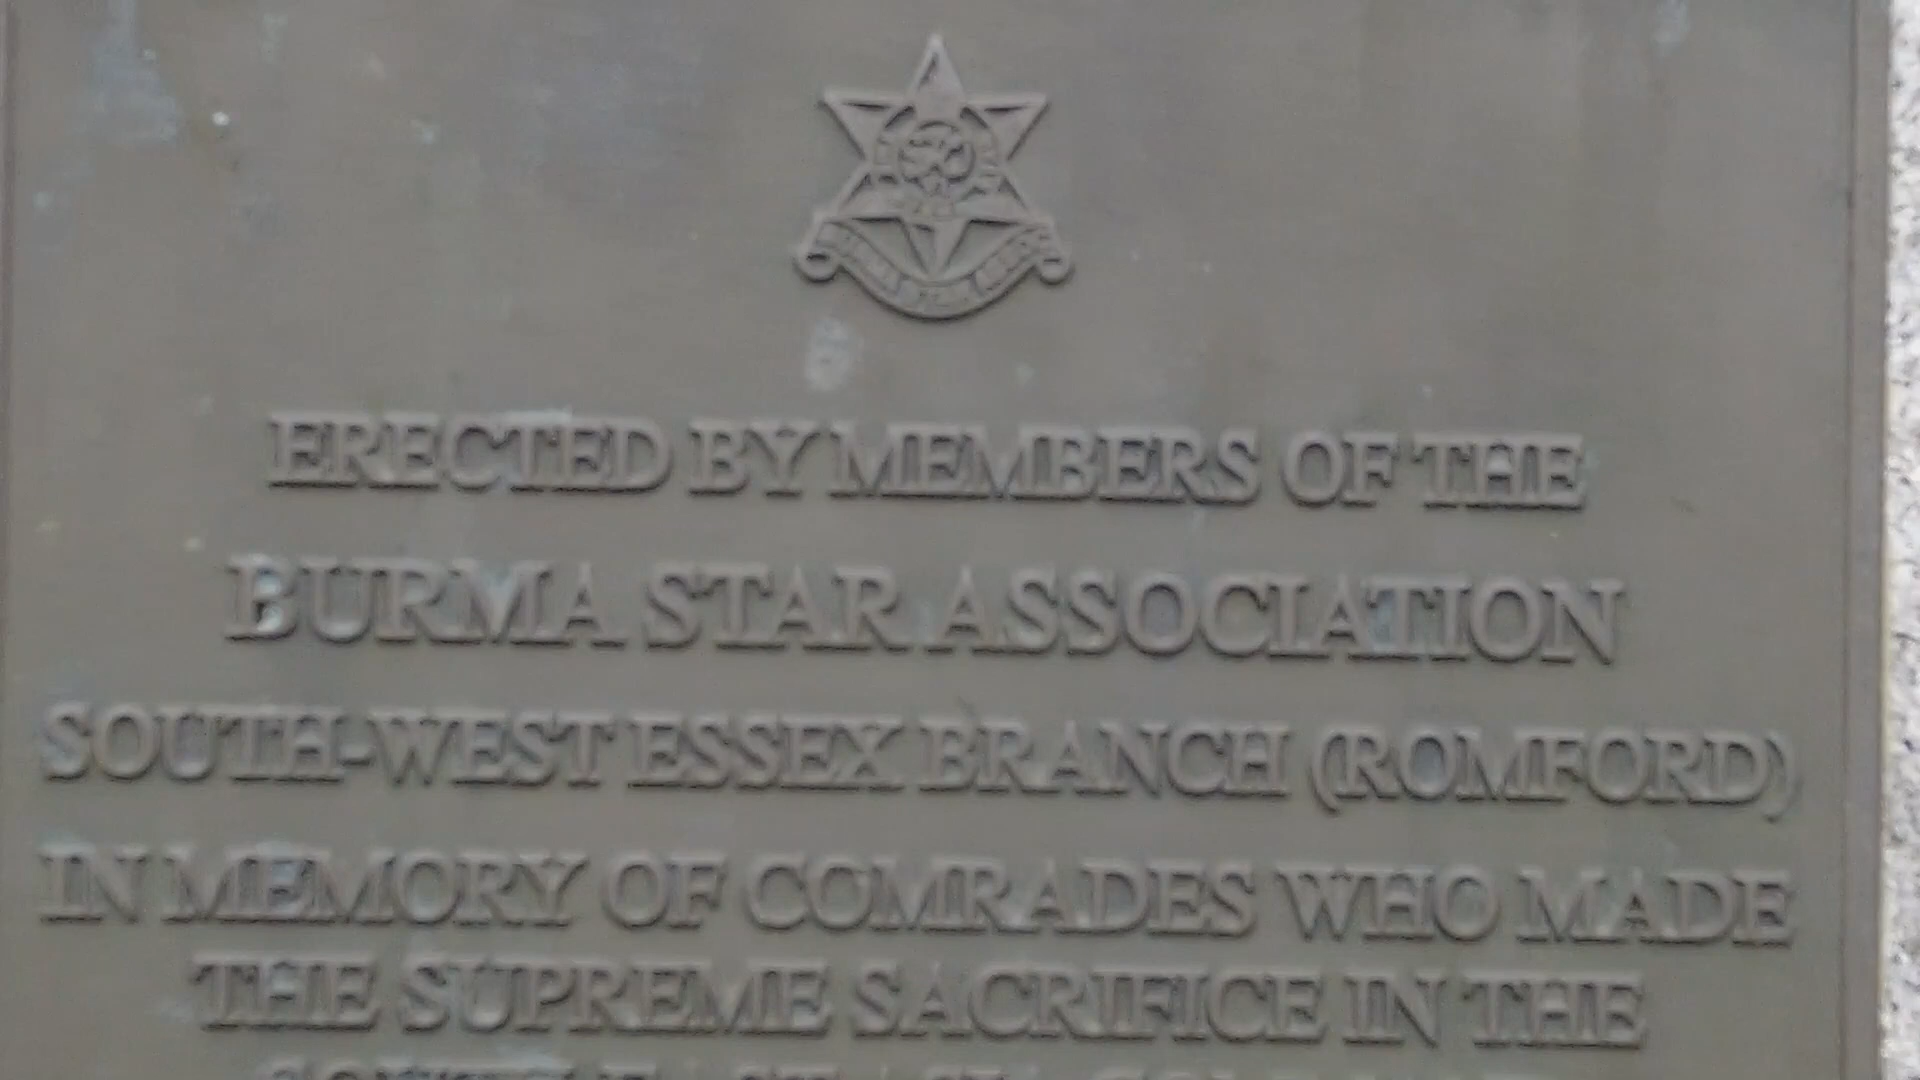 ERECTED BY MEMBERS OF THE
BURMA STAR ASSOCIATION
SOUTH-WEST ESSEX BRANCH (ROMFORD)
IN MEMORY OF COMRADES WHO MADE
THE SUPREME SACRIFICE IN THE